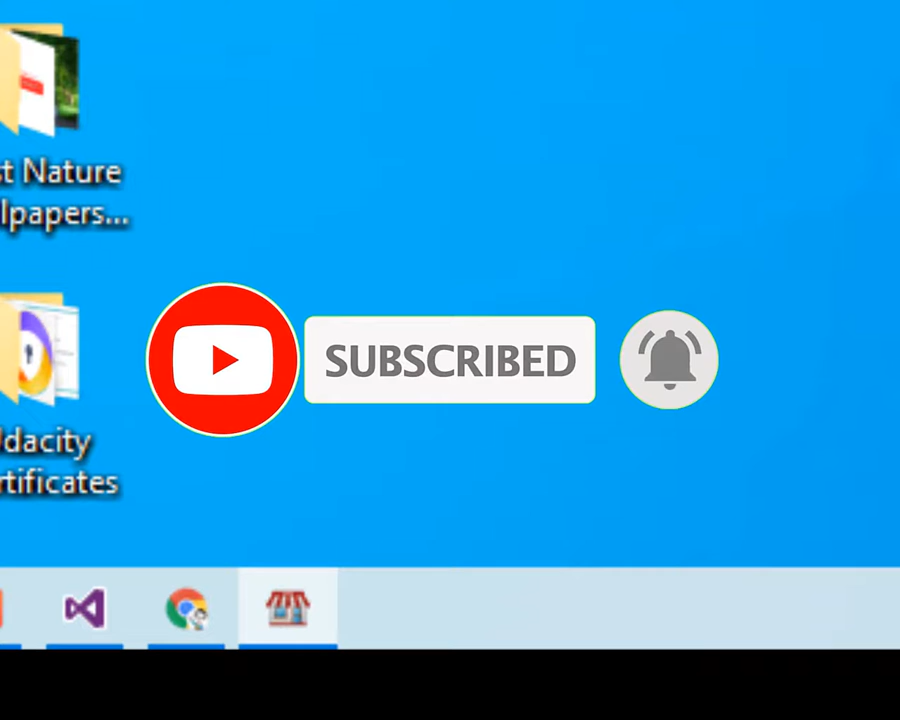 st Nature
lpapers...
SUBSCRIBED
dacity
rtificates